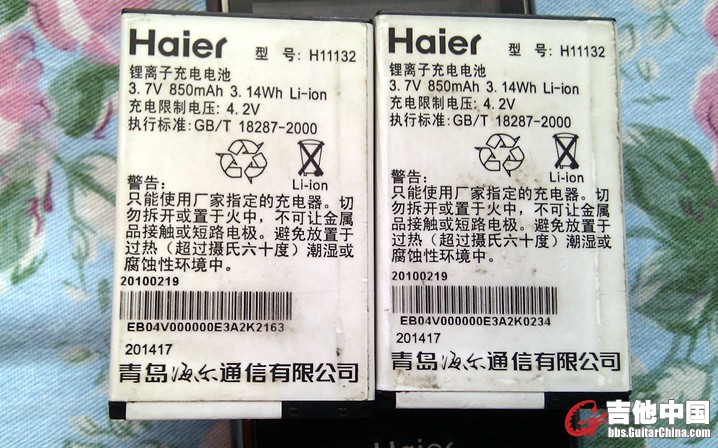 Haier 型 号: H11132
锂离子充电电池
3.7V 850mAh 3.14Wh Li-ion
充电限制电压: 4.2V
执行标准:GB/T 18287-2000
Li-ion
警告:
只能使用厂家指定的充电器。切
勿拆开或置于火中，不可让金属
品接触或短路电极。避免放置于
过热（超过摄氏六十度）潮湿或
腐蚀性环境中。
20100219
EB04V000000E3A2K2163
201417
青岛海尔通信有限公司
Haier 型 号: H11132
锂离子充电电池
3.7V 850mAh 3.14Wh Li-ion
充电限制电压: 4.2V
执行标准:GB/T 18287-2000
Li-ion
警告:
只能使用厂家指定的充电器。切
勿拆开或置于火中，不可让金属
品接触或短路电极。避免放置于
过热（超过摄氏六十度）潮湿或
腐蚀性环境中。
20100219
EB04V000000E3A2K0234
201417
青岛海尔通信有限公司
Haier
吉他中国
bbs.GuitarChina.com